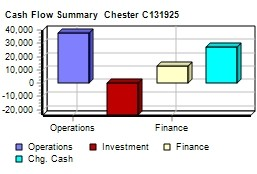 Cash Flow Summary Chester C131925
40,000
30,000
20,000
10,000
0
-10,000
-20,000
Operations Finance
Operations Investment Finance
Chg. Cash